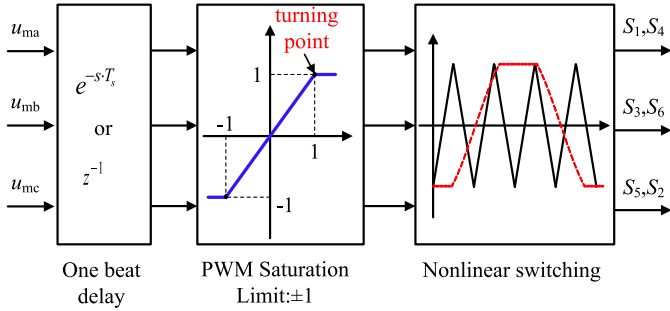 u_ma
u_mb
u_mc
e^{-s·T_s}
or
z^{-1}
One beat
delay
turning
point
1
-1
1
-1
PWM Saturation
Limit:±1
Nonlinear switching
S_1,S_4
S_3,S_6
S_5,S_2